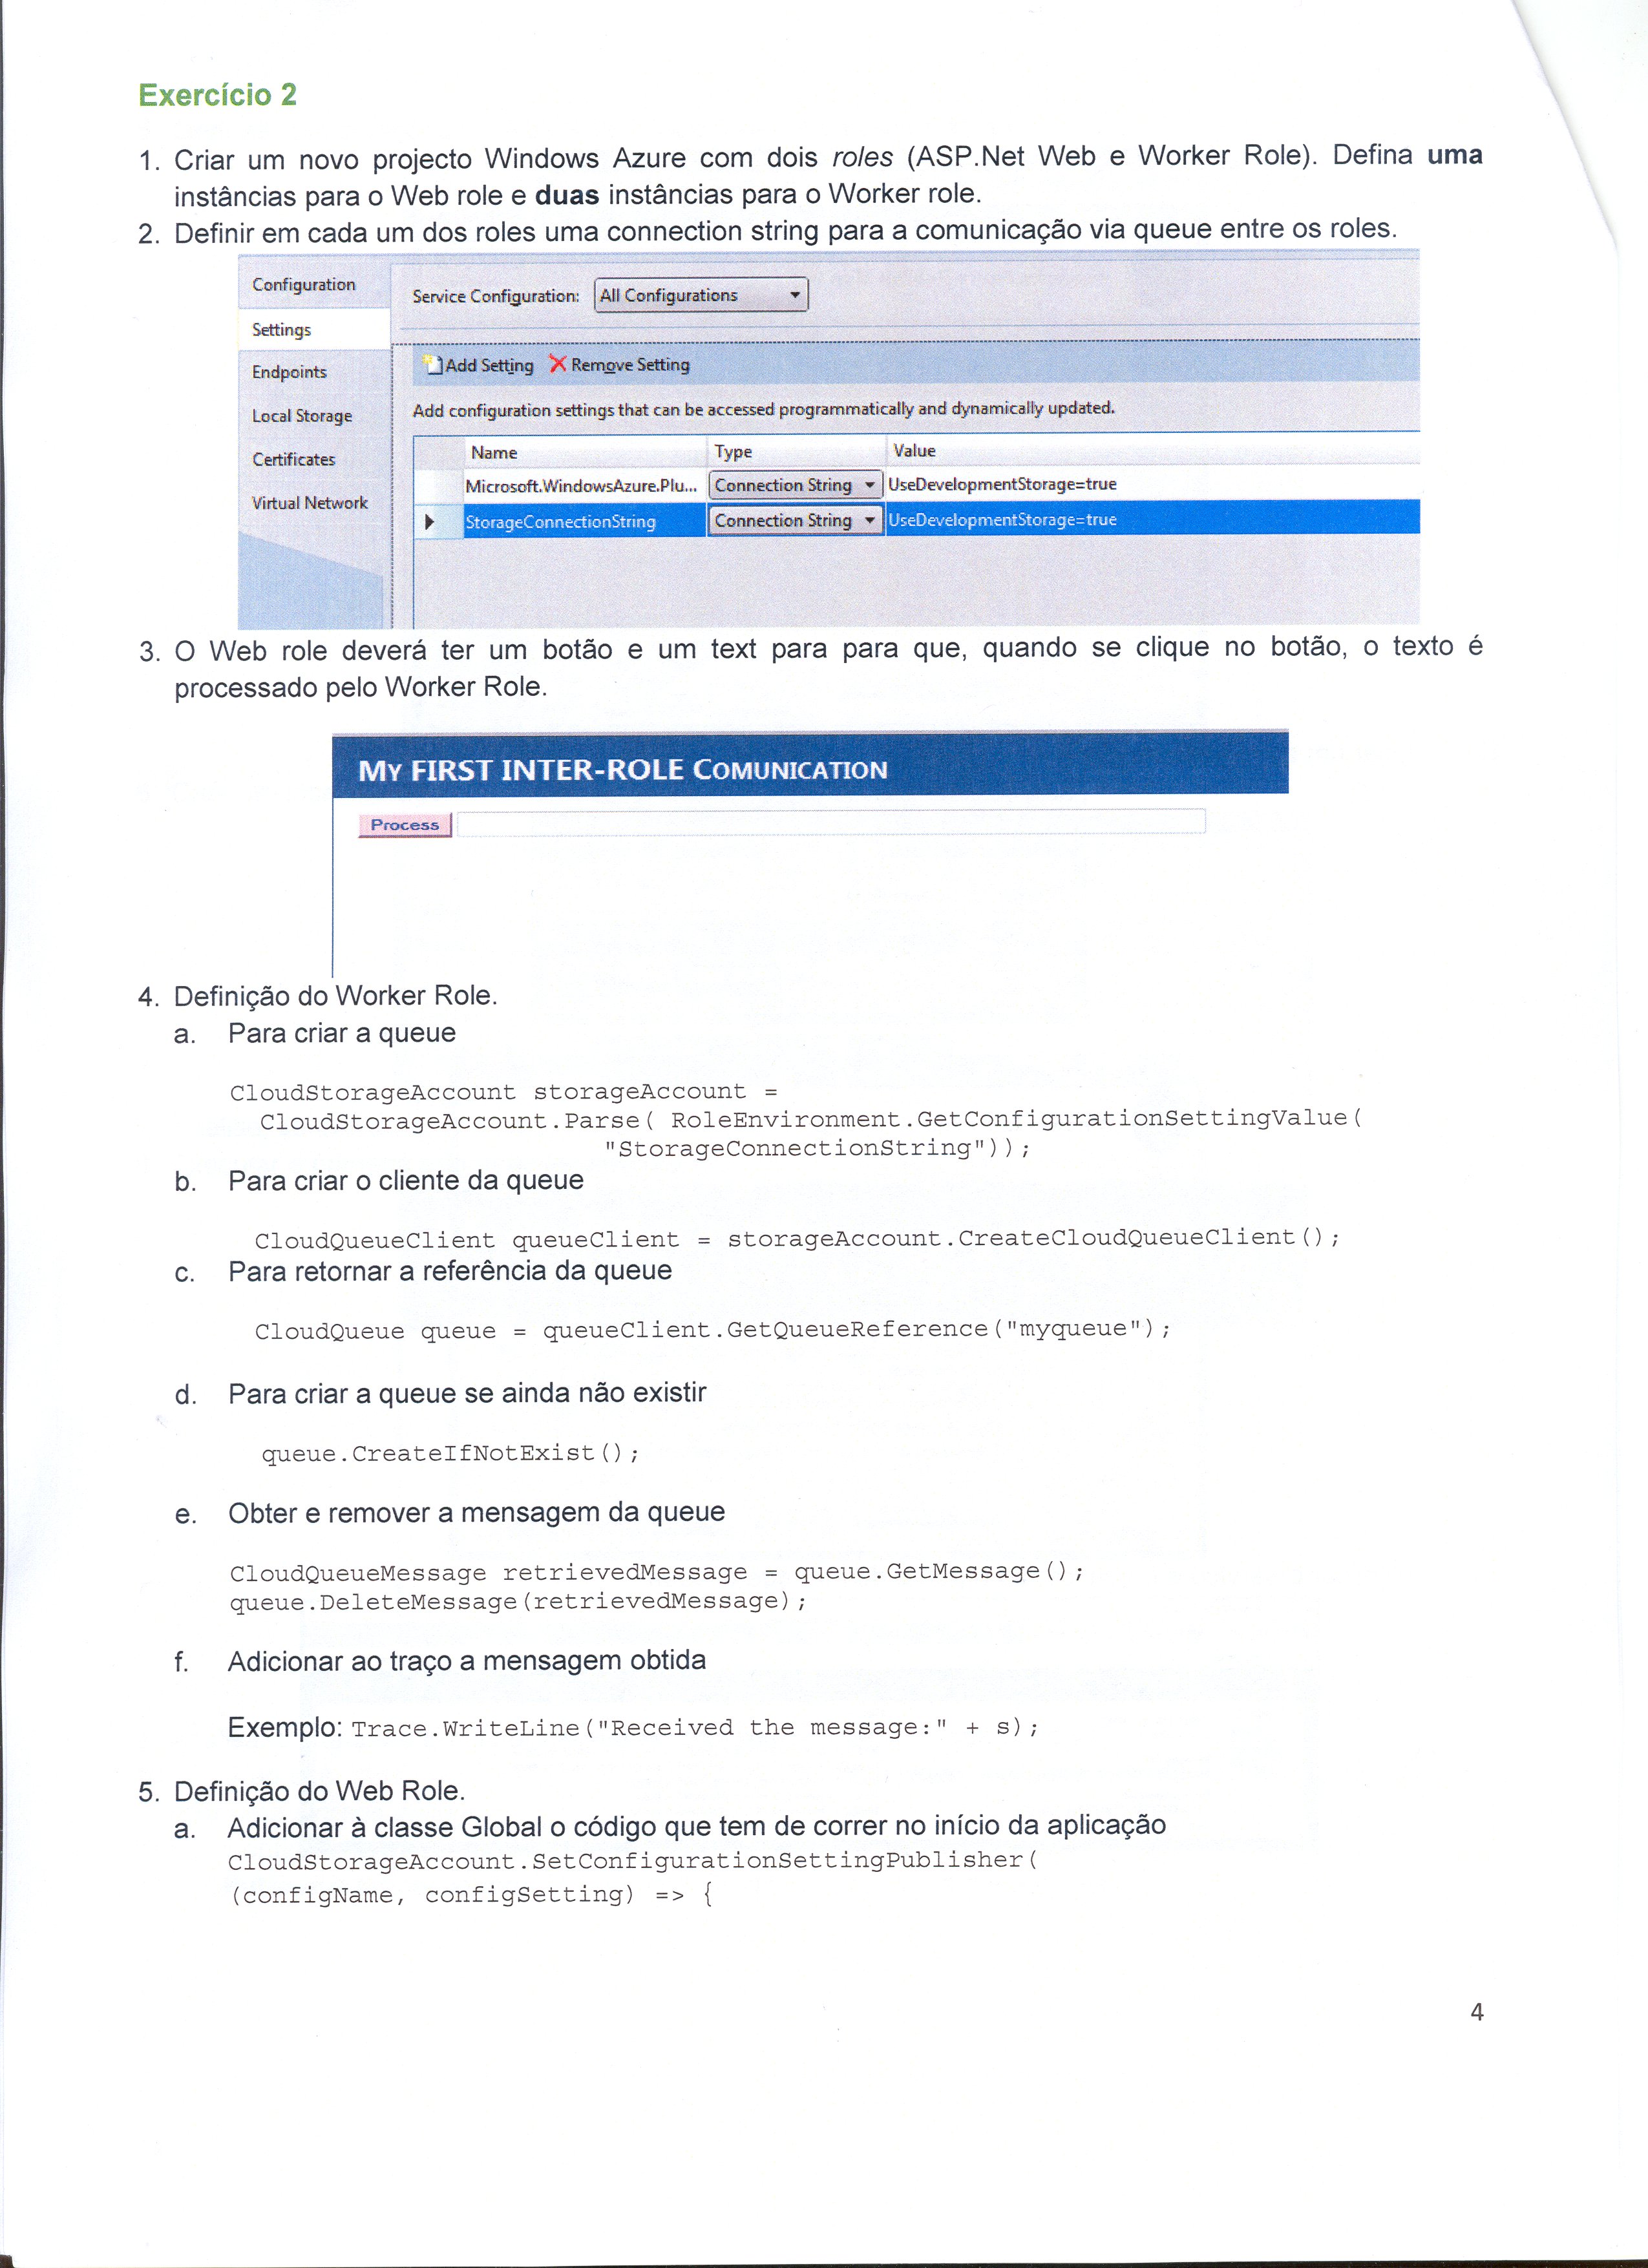 Exercício 2
1. Criar um novo projecto Windows Azure com dois roles (ASP.Net Web e Worker Role). Defina uma
instâncias para o Web role e duas instâncias para o Worker role.
2. Definir em cada um dos roles uma connection string para a comunicação via queue entre os roles.
Configuration
Service Configuration: All Configurations
Settings
Endpoints
Add Setting Remove Setting
Local Storage
Add configuration settings that can be accessed programmatically and dynamically updated.
Certificates
Name Type Value
Virtual Network
Microsoft.WindowsAzure.Plu... Connection String UseDevelopmentStorage=true
StorageConnectionString Connection String UseDevelopmentStorage=true
3. O Web role deverá ter um botão e um text para para que, quando se clique no botão, o texto é
processado pelo Worker Role.
MY FIRST INTER-ROLE COMUNICATION
Process
4. Definição do Worker Role.
a. Para criar a queue
CloudStorageAccount storageAccount =
CloudStorageAccount.Parse( RoleEnvironment.GetConfigurationSettingValue(
"StorageConnectionString"));
b. Para criar o cliente da queue
CloudQueueClient queueClient = storageAccount.CreateCloudQueueClient();
c. Para retornar a referência da queue
CloudQueue queue = queueClient.GetQueueReference("myqueue");
d. Para criar a queue se ainda não existir
queue.CreateIfNotExist();
e. Obter e remover a mensagem da queue
CloudQueueMessage retrievedMessage = queue.GetMessage();
queue.DeleteMessage(retrievedMessage);
f. Adicionar ao traço a mensagem obtida
Exemplo: Trace.WriteLine("Received the message:" + s);
5. Definição do Web Role.
a. Adicionar à classe Global o código que tem de correr no início da aplicação
CloudStorageAccount.SetConfigurationSettingPublisher(
(configName, configSetting) => {
4